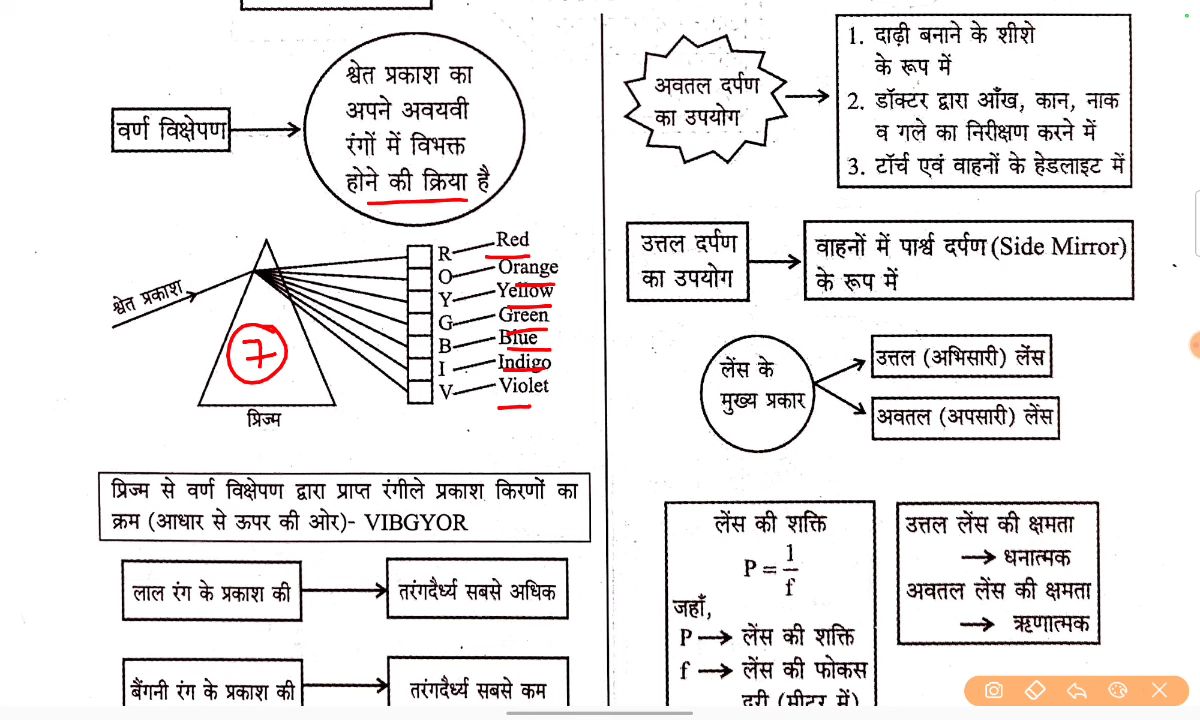 वर्ण विक्षेपण
श्वेत प्रकाश का
अपने अवयवी
रंगों में विभक्त
होने की क्रिया है
श्वेत प्रकाश
7
प्रिज्म
R Red
O Orange
Y Yellow
G Green
B Blue
I Indigo
V Violet
प्रिज्म से वर्ण विक्षेपण द्वारा प्राप्त रंगीले प्रकाश किरणों का
क्रम (आधार से ऊपर की ओर)- VIBGYOR
लाल रंग के प्रकाश की
तरंगदैर्ध्य सबसे अधिक
बैंगनी रंग के प्रकाश की
तरंगदैर्ध्य सबसे कम
अवतल दर्पण
का उपयोग
1. दाढ़ी बनाने के शीशे
के रूप में
2. डॉक्टर द्वारा आँख, कान, नाक
व गले का निरीक्षण करने में
3. टॉर्च एवं वाहनों के हेडलाइट में
उत्तल दर्पण
का उपयोग
वाहनों में पार्श्व दर्पण (Side Mirror)
के रूप में
लेंस के
मुख्य प्रकार
उत्तल (अभिसारी) लेंस
अवतल (अपसारी) लेंस
लेंस की शक्ति
P = 1/f
जहाँ,
P → लेंस की शक्ति
f → लेंस की फोकस
दूरी (मीटर में)
उत्तल लेंस की क्षमता
→ धनात्मक
अवतल लेंस की क्षमता
→ ऋणात्मक